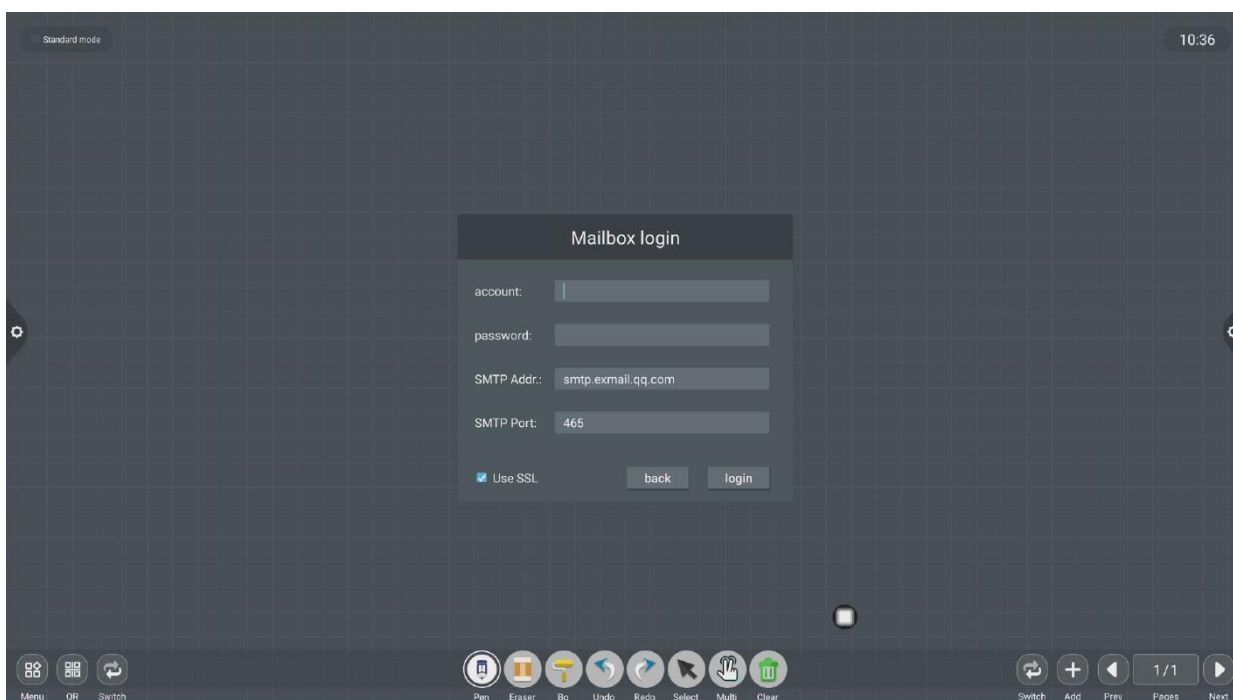 Standard mode
10:36
Mailbox login
account:
password:
SMTP Addr.: smtp.exmail.qq.com
SMTP Port: 465
Use SSL back login
1/1
Menu QR Switch Pen Eraser Bg Undo Redo Select Multi Clear Switch Add Prev Pages Next